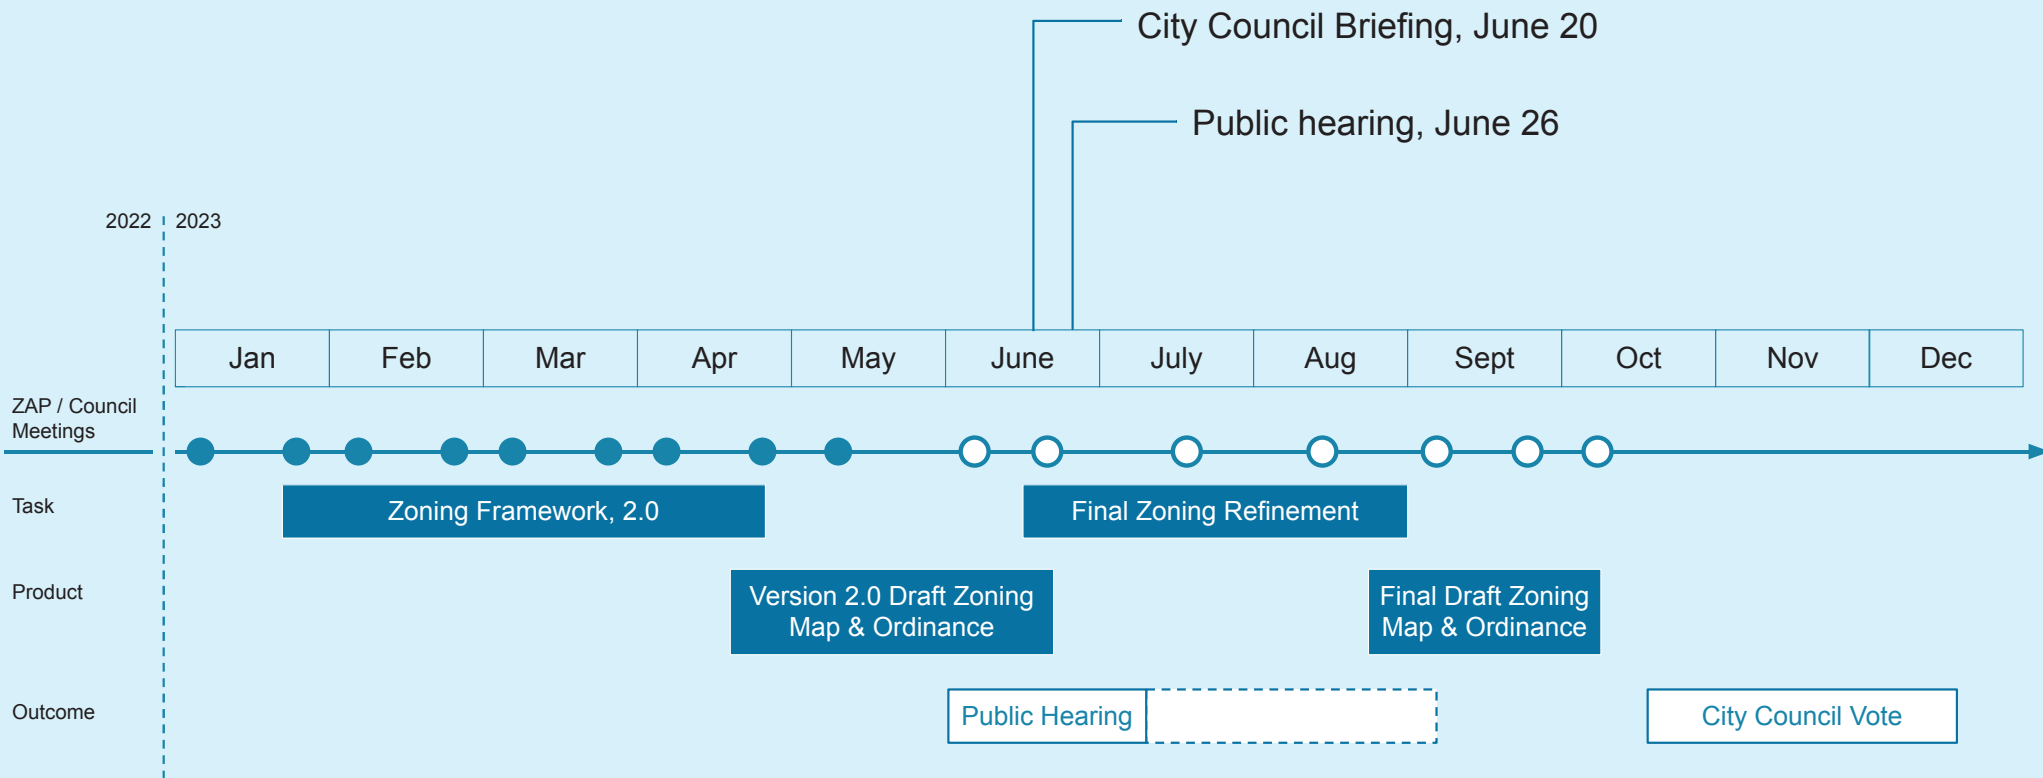 City Council Briefing, June 20
Public hearing, June 26
2022
2023
Jan
Feb
Mar
Apr
May
June
July
Aug
Sept
Oct
Nov
Dec
ZAP / Council
Meetings
Task
Zoning Framework, 2.0
Final Zoning Refinement
Product
Version 2.0 Draft Zoning
Map & Ordinance
Final Draft Zoning
Map & Ordinance
Outcome
Public Hearing
City Council Vote